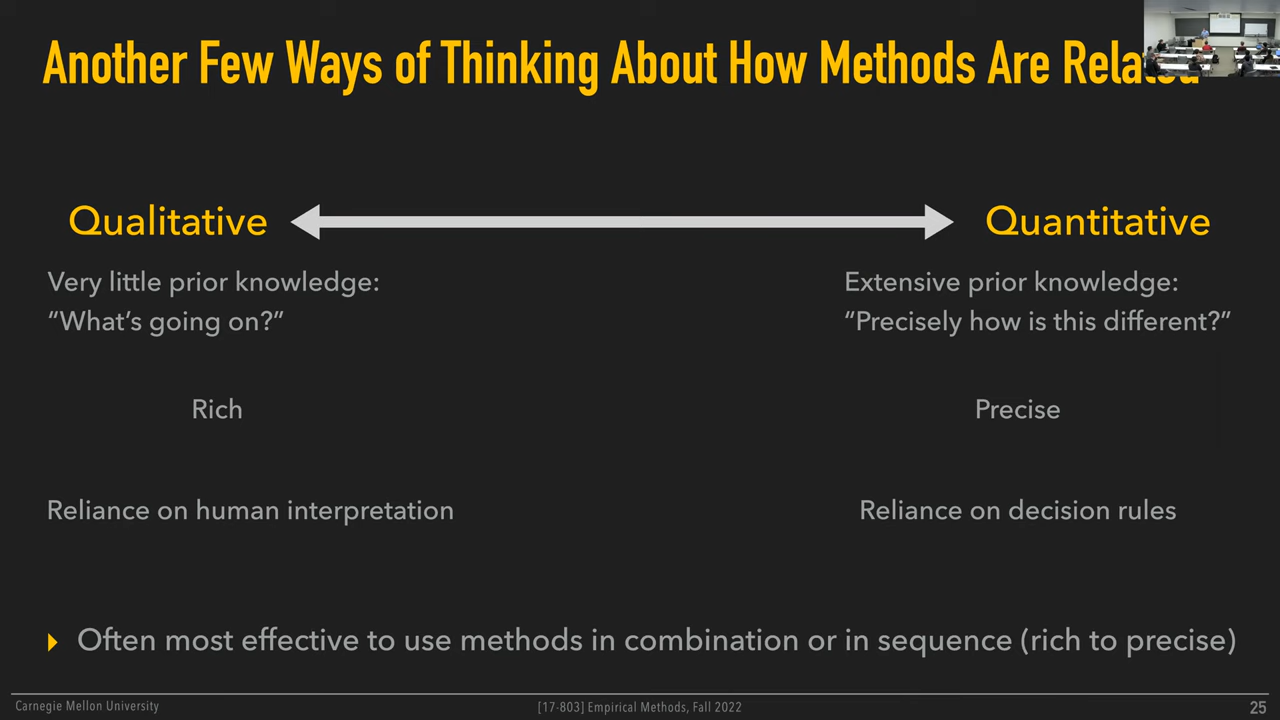 Another Few Ways of Thinking About How Methods Are Related
Qualitative
Quantitative
Very little prior knowledge:
“What’s going on?”
Extensive prior knowledge:
“Precisely how is this different?”
Rich
Precise
Reliance on human interpretation
Reliance on decision rules
Often most effective to use methods in combination or in sequence (rich to precise)
Carnegie Mellon University
[17-803] Empirical Methods, Fall 2022
25